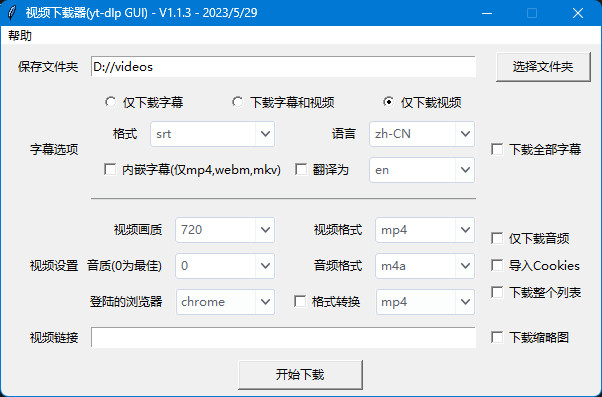 视频下载器(yt-dlp GUI) - V1.1.3 - 2023/5/29
帮助
保存文件夹 D://videos 选择文件夹
仅下载字幕 下载字幕和视频 仅下载视频
格式 srt 语言 zh-CN
字幕选项 下载全部字幕
内嵌字幕(仅mp4,webm,mkv) 翻译为 en
视频画质 720 视频格式 mp4
仅下载音频
视频设置 音质(0为最佳) 0 音频格式 m4a 导入Cookies
下载整个列表
登陆的浏览器 chrome 格式转换 mp4
视频链接 下载缩略图
开始下载